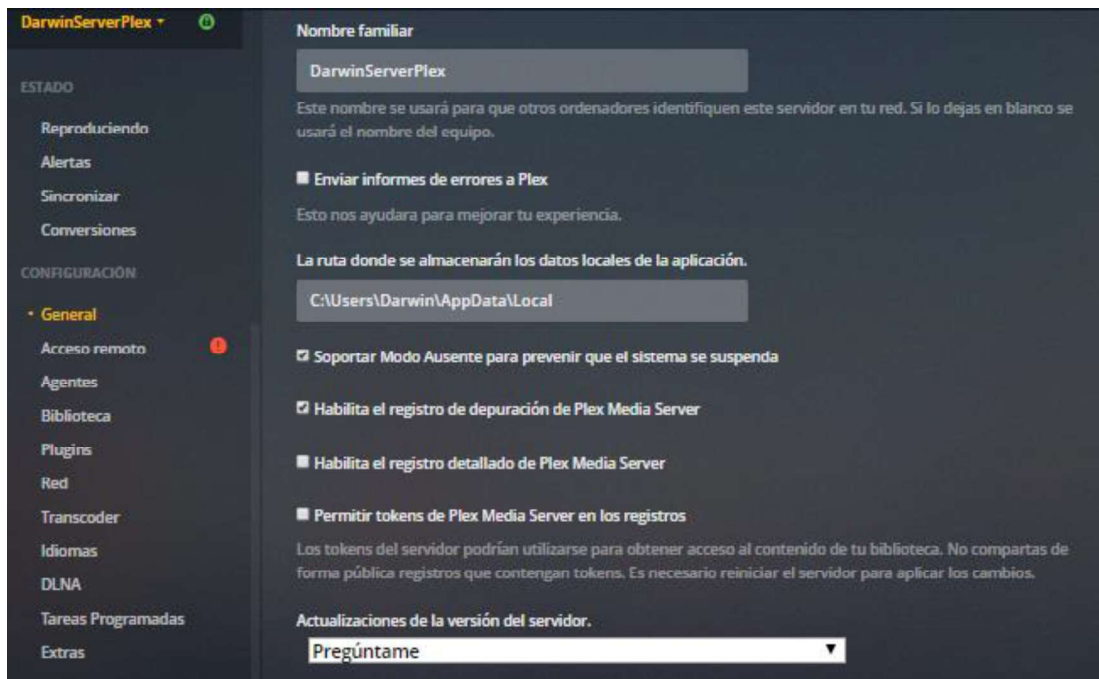 DarwinServerPlex
ESTADO
Reproduciendo
Alertas
Sincronizar
Conversiones
CONFIGURACIÓN
General
Acceso remoto
Agentes
Biblioteca
Plugins
Red
Transcoder
Idiomas
DLNA
Tareas Programadas
Extras
Nombre familiar
DarwinServerPlex
Este nombre se usará para que otros ordenadores identifiquen este servidor en tu red. Si lo dejas en blanco se
usará el nombre del equipo.
Enviar informes de errores a Plex
Esto nos ayudara para mejorar tu experiencia.
La ruta donde se almacenarán los datos locales de la aplicación.
C:\Users\Darwin\AppData\Local
Soportar Modo Ausente para prevenir que el sistema se suspenda
Habilita el registro de depuración de Plex Media Server
Habilita el registro detallado de Plex Media Server
Permitir tokens de Plex Media Server en los registros
Los tokens del servidor podrían utilizarse para obtener acceso al contenido de tu biblioteca. No compartas de
forma pública registros que contengan tokens. Es necesario reiniciar el servidor para aplicar los cambios.
Actualizaciones de la versión del servidor.
Pregúntame